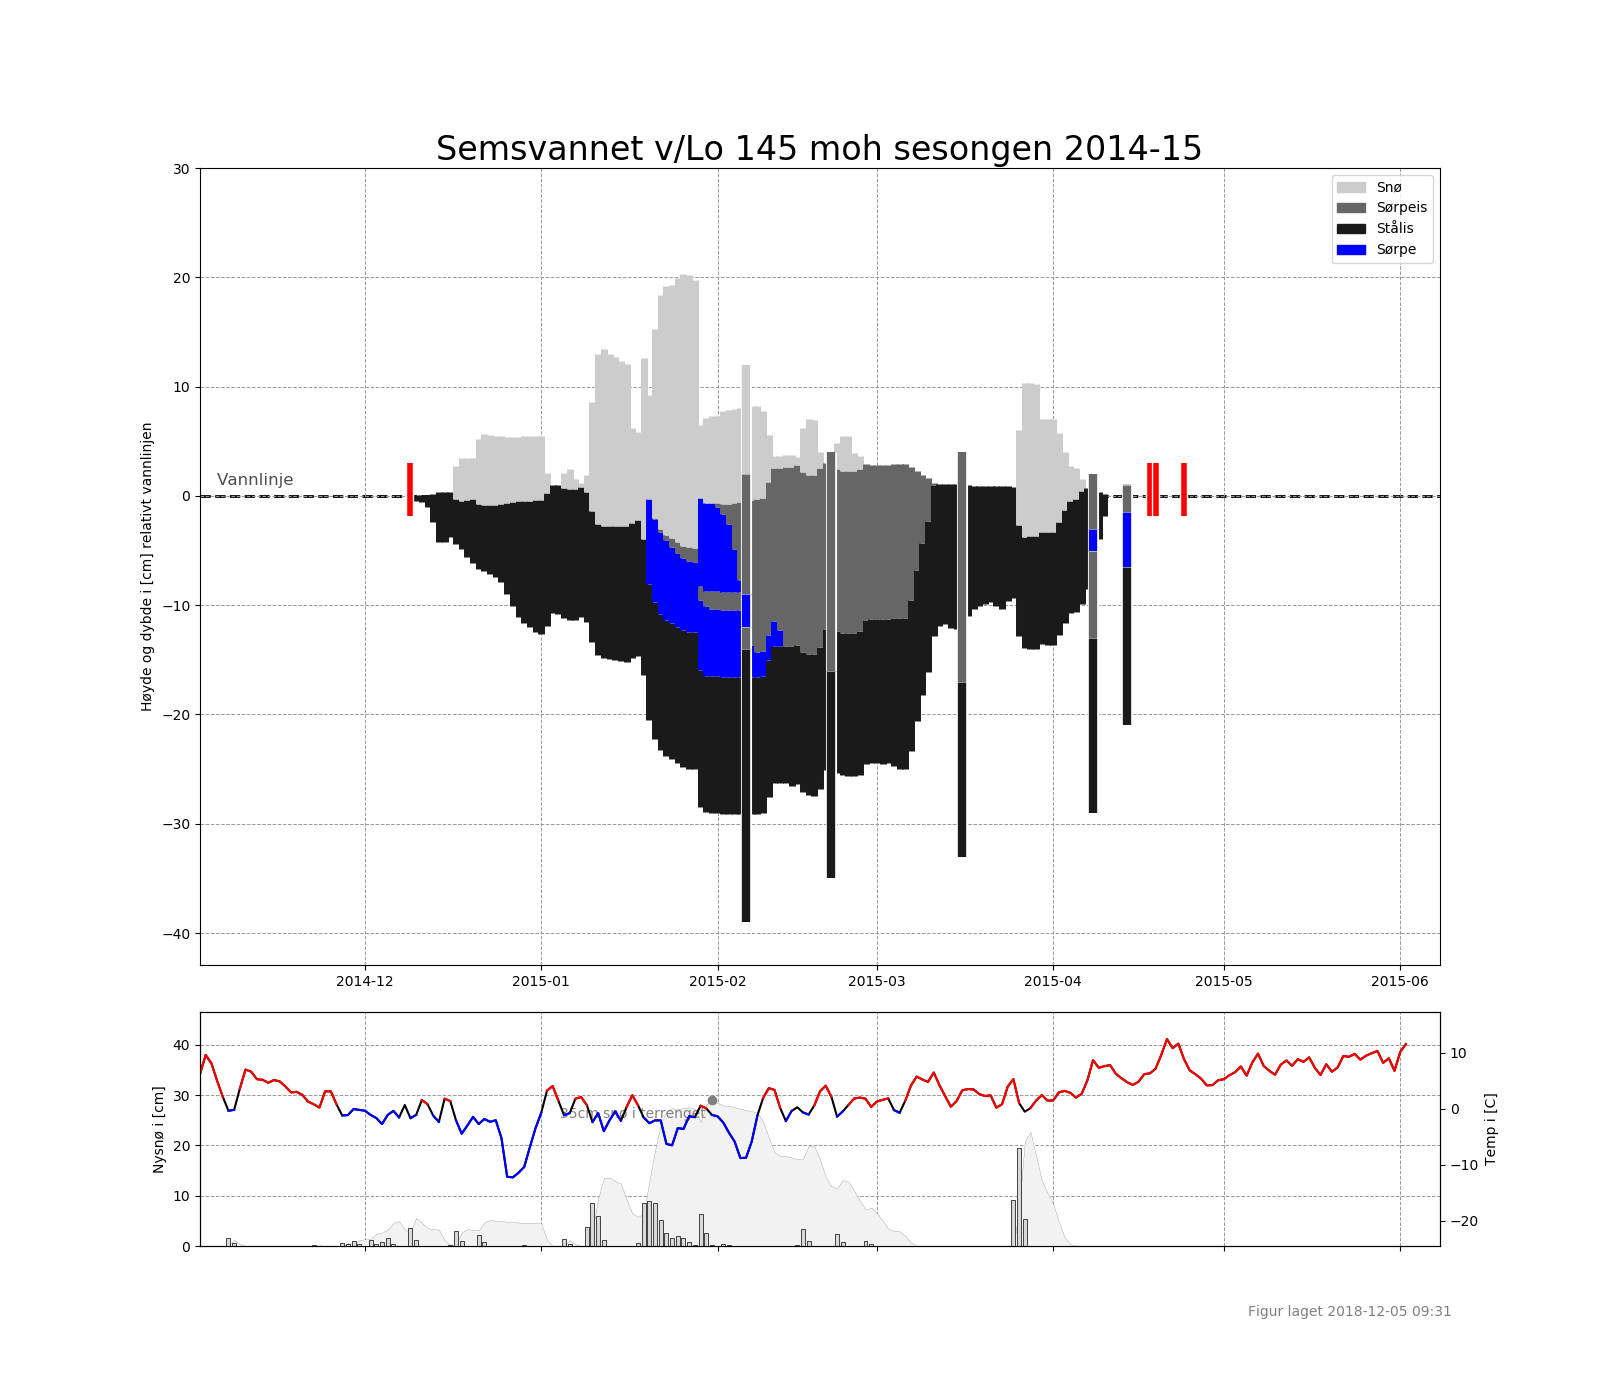 Semsvannet v/Lo 145 moh sesongen 2014-15
30
20
10
0
−10
−20
−30
−40
Høyde og dybde i [cm] relativt vannlinjen
Vannlinje
Snø
Sørpeis
Stålis
Sørpe
2014-12 2015-01 2015-02 2015-03 2015-04 2015-05 2015-06
40
30
20
10
0
Nysnø i [cm]
35cm snø i terrenget
10
0
−10
−20
Temp i [C]
Figur laget 2018-12-05 09:31